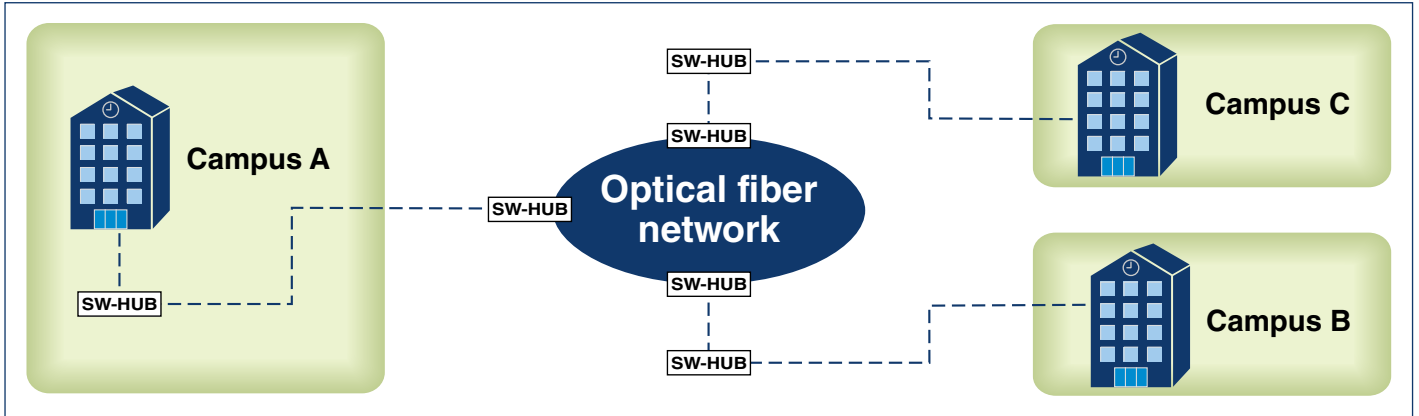 SW-HUB
Campus C
SW-HUB
Campus A
Optical fiber
network
SW-HUB
SW-HUB
SW-HUB
Campus B
SW-HUB